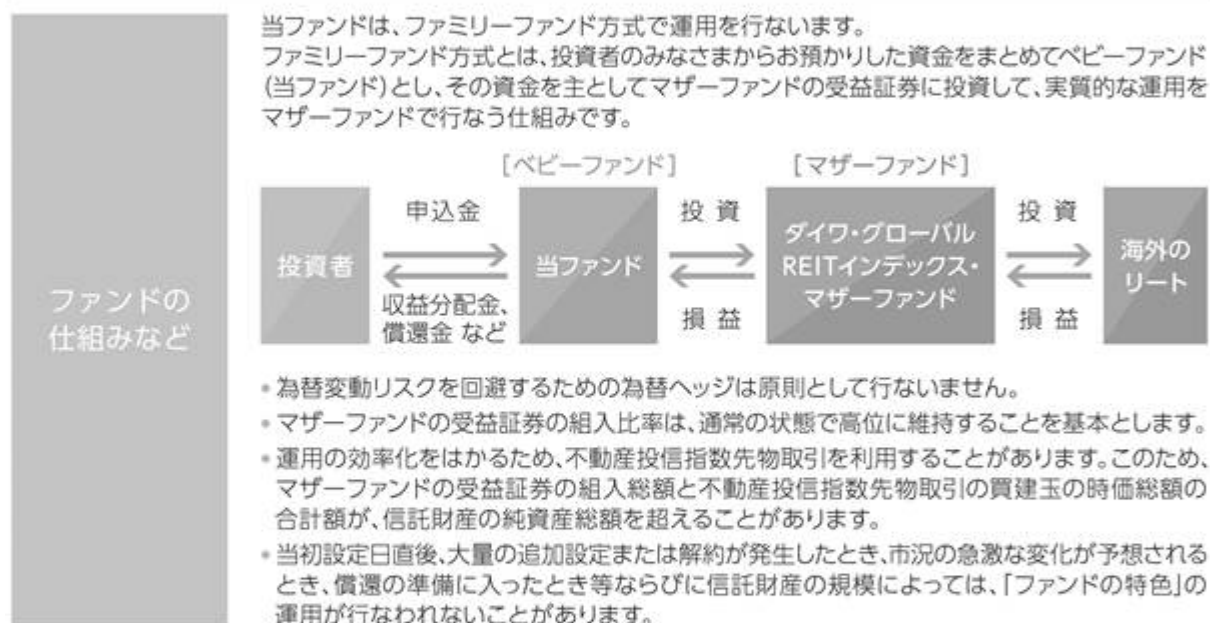 当ファンドは、ファミリーファンド方式で運用を行ないます。
ファミリーファンド方式とは、投資者のみなさまからお預かりした資金をまとめてベビーファンド
(当ファンド)とし、その資金を主としてマザーファンドの受益証券に投資して、実質的な運用を
マザーファンドで行なう仕組みです。
ファンドの
仕組みなど
[ベビーファンド]
[マザーファンド]
投資者
申込金
収益分配金、
償還金 など
当ファンド
投 資
損 益
ダイワ・グローバル
REITインデックス・
マザーファンド
投 資
損 益
海外の
リート
•為替変動リスクを回避するための為替ヘッジは原則として行ないません。
•マザーファンドの受益証券の組入比率は、通常の状態で高位に維持することを基本とします。
•運用の効率化をはかるため、不動産投信指数先物取引を利用することがあります。このため、
マザーファンドの受益証券の組入総額と不動産投信指数先物取引の買建玉の時価総額の
合計額が、信託財産の純資産総額を超えることがあります。
•当初設定日直後、大量の追加設定または解約が発生したとき、市況の急激な変化が予想される
とき、償還の準備に入ったとき等ならびに信託財産の規模によっては、「ファンドの特色」の
運用が行なわれないことがあります。